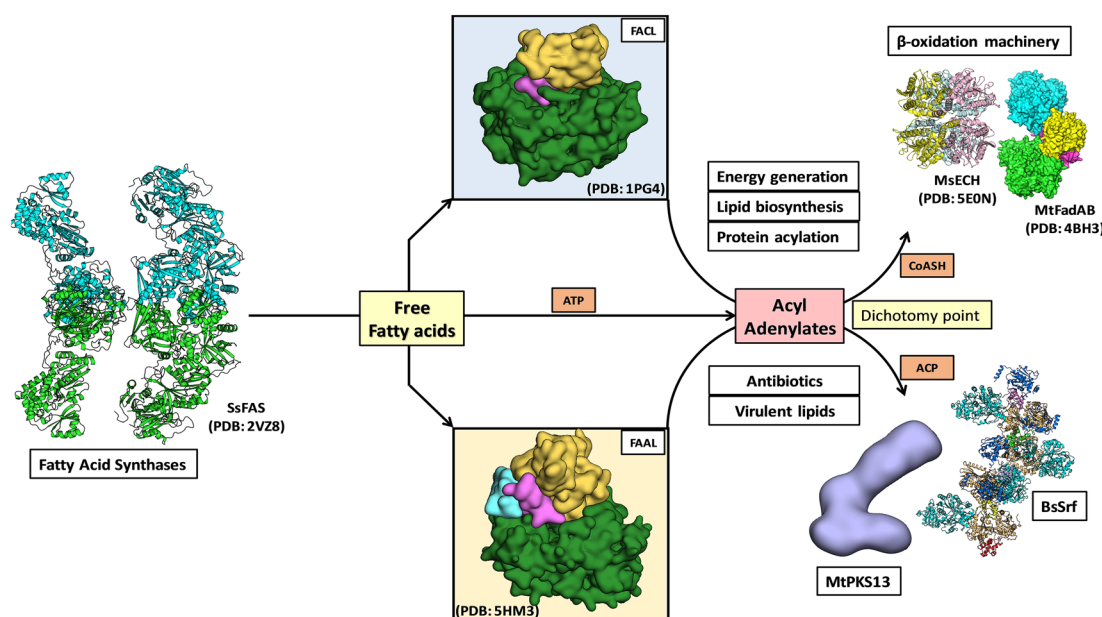 FACL
(PDB: 1PG4)
β-oxidation machinery
MsECH
(PDB: 5E0N)
MtFadAB
(PDB: 4BH3)
Energy generation
Lipid biosynthesis
Protein acylation
CoASH
SsFAS
(PDB: 2VZ8)
Fatty Acid Synthases
Free
Fatty acids
ATP
Acyl
Adenylates
Dichotomy point
ACP
Antibiotics
Virulent lipids
FAAL
(PDB: 5HM3)
BsSrf
MtPKS13